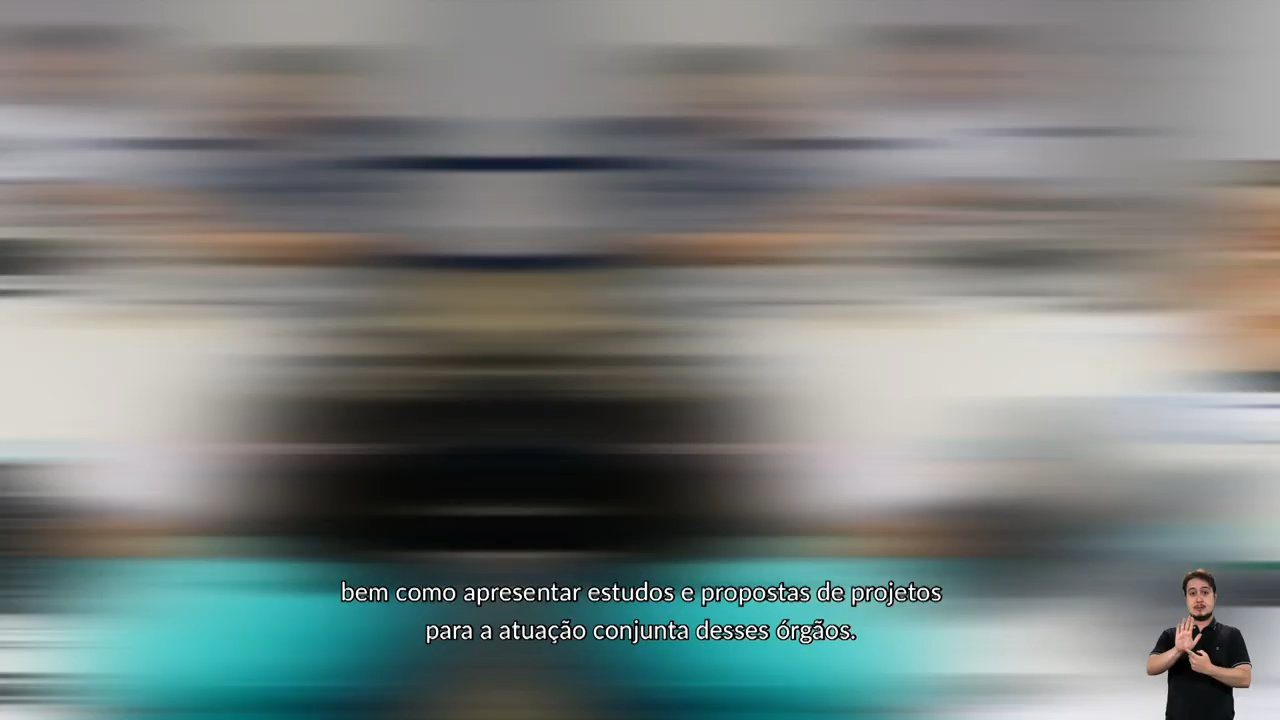 bem como apresentar estudos e propostas de projetos
para a atuação conjunta desses órgãos.